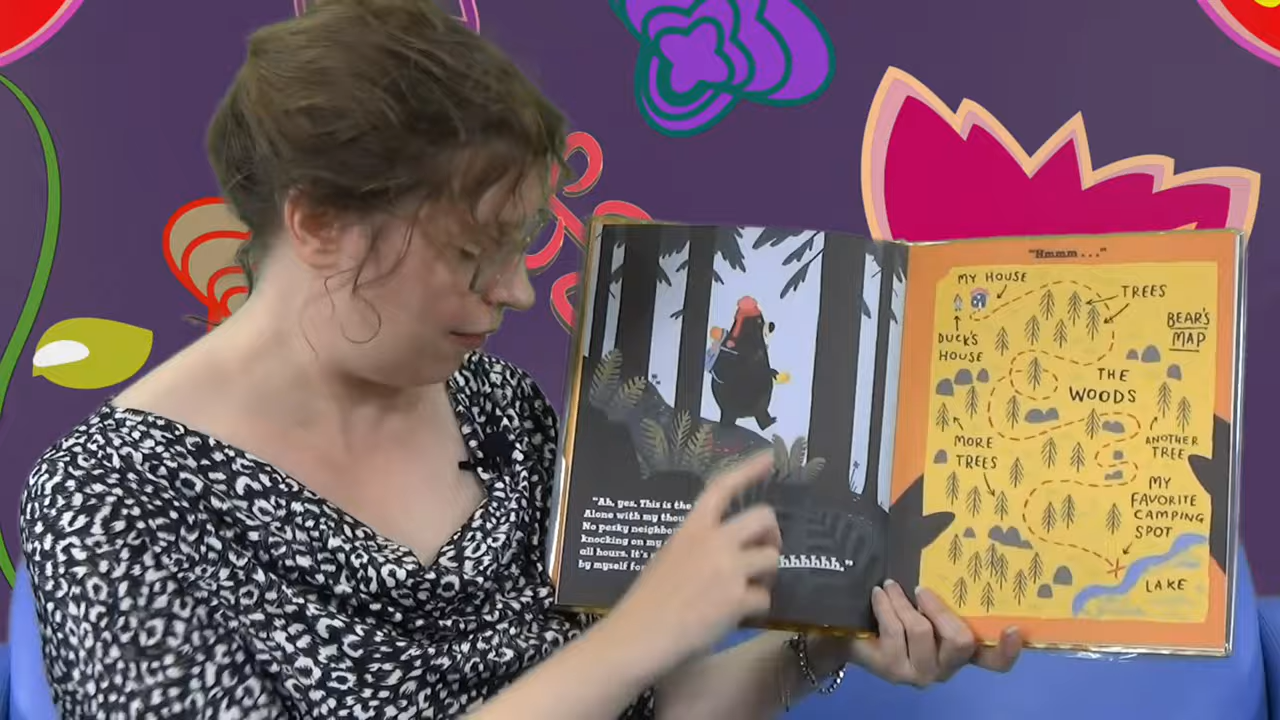 "Ah, yes. This is the
Alone with my thou
No pesky neighbo
knocking on my
all hours. It's
by myself for
hhhhhh."
"Hmmm . . ."
MY HOUSE
TREES
BEAR'S
MAP
DUCK'S
HOUSE
THE
WOODS
MORE
TREES
ANOTHER
TREE
MY
FAVORITE
CAMPING
SPOT
LAKE